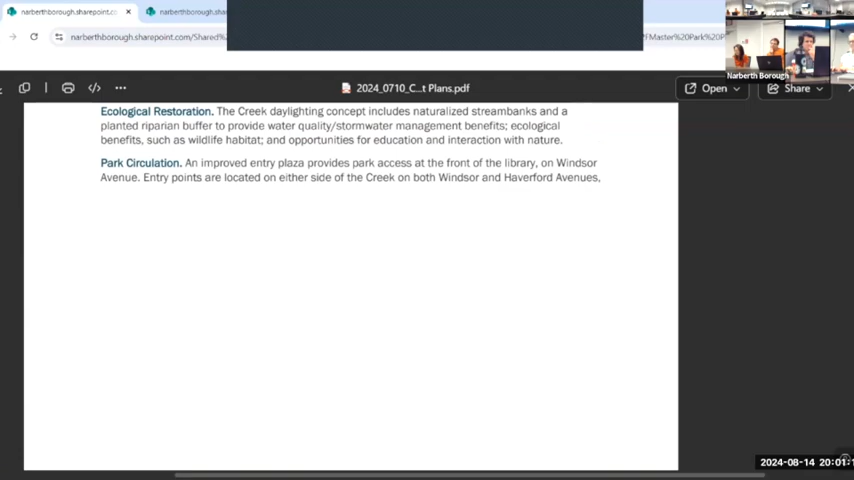 narberthborough.sharepoint.cc
narberthborough.shar
narberthborough.sharepoint.com/Shared%
FMaster%20Park%20P
Narberth Borough
2024_0710_C...t Plans.pdf
Open
Share
Ecological Restoration. The Creek daylighting concept includes naturalized streambanks and a
planted riparian buffer to provide water quality/stormwater management benefits; ecological
benefits, such as wildlife habitat; and opportunities for education and interaction with nature.
Park Circulation. An improved entry plaza provides park access at the front of the library, on Windsor
Avenue. Entry points are located on either side of the Creek on both Windsor and Haverford Avenues,
2024-08-14 20:01:1